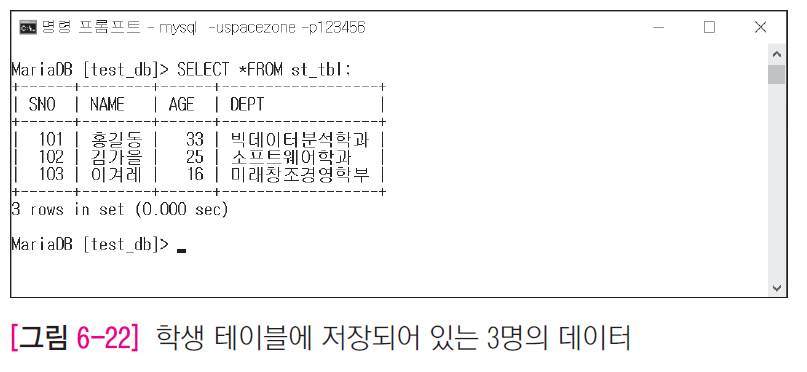 명령 프롬프트 - mysql -uspacezone -p123456
MariaDB [test_db]> SELECT *FROM st_tbl;
+------+--------+------+------------------+
| SNO | NAME | AGE | DEPT |
+------+--------+------+------------------+
| 101 | 홍길동 | 33 | 빅데이터분석학과 |
| 102 | 김가을 | 25 | 소프트웨어학과 |
| 103 | 이겨레 | 16 | 미래창조경영학부 |
+------+--------+------+------------------+
3 rows in set (0.000 sec)
MariaDB [test_db]>
[그림 6-22] 학생 테이블에 저장되어 있는 3명의 데이터